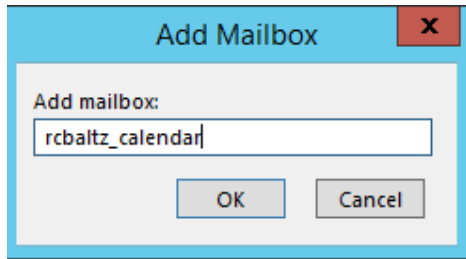 Add Mailbox
x
Add mailbox:
rcbaltz_calendar
OK Cancel